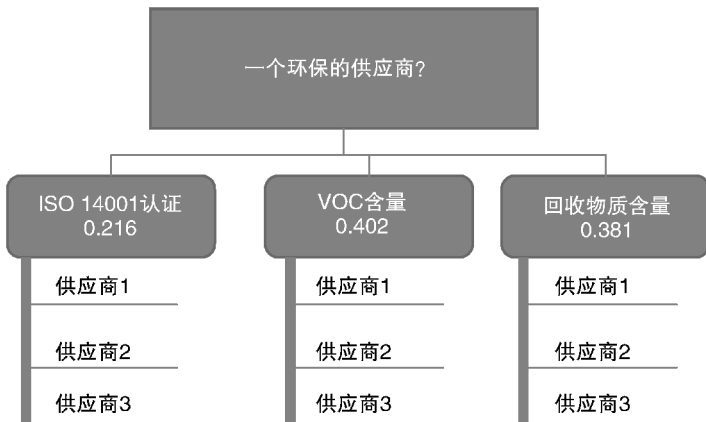 一个环保的供应商?
ISO 14001认证
0.216
VOC含量
0.402
回收物质含量
0.381
供应商1
供应商2
供应商3
供应商1
供应商2
供应商3
供应商1
供应商2
供应商3